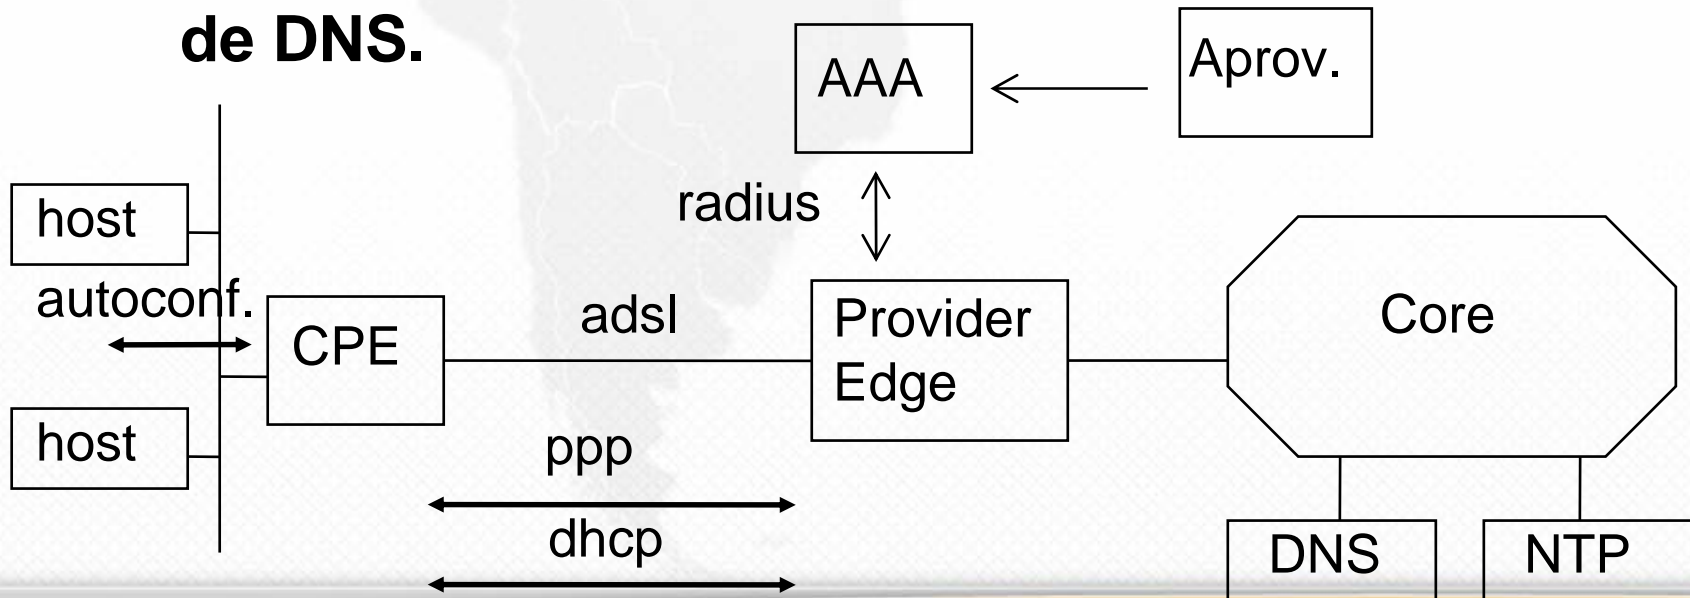 de DNS.
AAA
Aprov.
radius
host
autoconf.
host
CPE
adsl
Provider
Edge
Core
ppp
dhcp
DNS
NTP